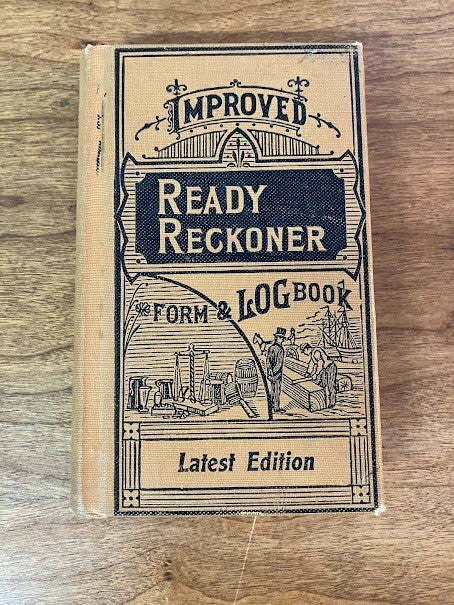 IMPROVED
READY
RECKONER
FORM & LOG BOOK
Latest Edition